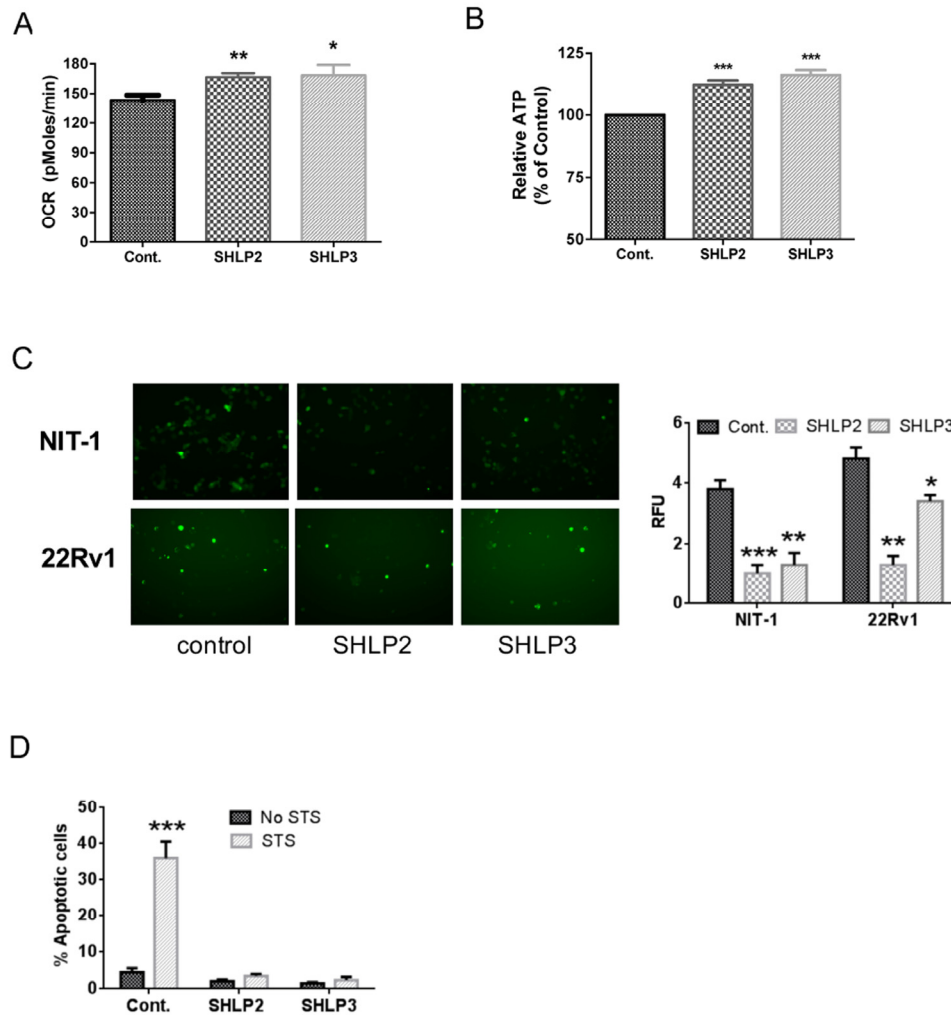 A
OCR (pMoles/min)
180
150
120
90
60
30
0
**
*
Cont.
SHLP2
SHLP3
B
Relative ATP
(% of Control)
125
100
75
50
***
***
Cont.
SHLP2
SHLP3
C
NIT-1
22Rv1
control
SHLP2
SHLP3
Cont.
SHLP2
SHLP3
RFU
6
4
2
0
***
**
**
*
NIT-1
22Rv1
D
% Apoptotic cells
50
40
30
20
10
0
***
No STS
STS
Cont.
SHLP2
SHLP3